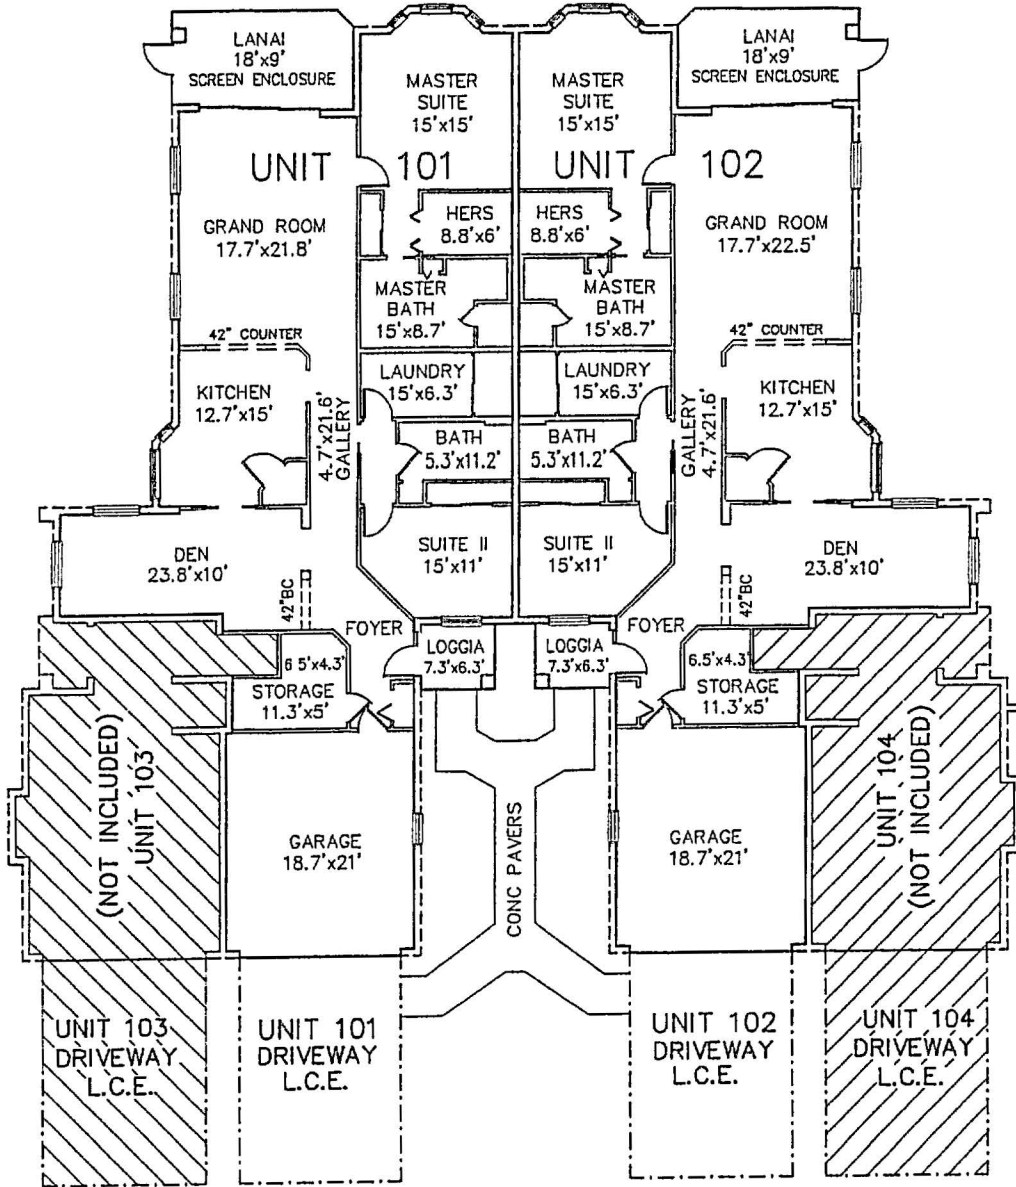 LANAI
18'x9'
SCREEN ENCLOSURE
MASTER
SUITE
15'x15'
MASTER
SUITE
15'x15'
LANAI
18'x9'
SCREEN ENCLOSURE
UNIT 101
UNIT 102
GRAND ROOM
17.7'x21.8'
HERS
8.8'x6'
HERS
8.8'x6'
GRAND ROOM
17.7'x22.5'
MASTER
BATH
15'x8.7'
MASTER
BATH
15'x8.7'
42" COUNTER
42" COUNTER
KITCHEN
12.7'x15'
4.7'x21.6'
GALLERY
LAUNDRY
15'x6.3'
LAUNDRY
15'x6.3'
GALLERY
4.7'x21.6'
KITCHEN
12.7'x15'
BATH
5.3'x11.2'
BATH
5.3'x11.2'
DEN
23.8'x10'
SUITE II
15'x11'
SUITE II
15'x11'
DEN
23.8'x10'
42"BC
42"BC
FOYER
LOGGIA
7.3'x6.3'
LOGGIA
7.3'x6.3'
FOYER
6 5'x4.3'
STORAGE
11.3'x5'
6.5'x4.3'
STORAGE
11.3'x5'
(NOT INCLUDED)
UNIT 103
GARAGE
18.7'x21'
CONC PAVERS
GARAGE
18.7'x21'
UNIT 104
(NOT INCLUDED)
UNIT 103
DRIVEWAY
L.C.E.
UNIT 101
DRIVEWAY
L.C.E.
UNIT 102
DRIVEWAY
L.C.E.
UNIT 104
DRIVEWAY
L.C.E.